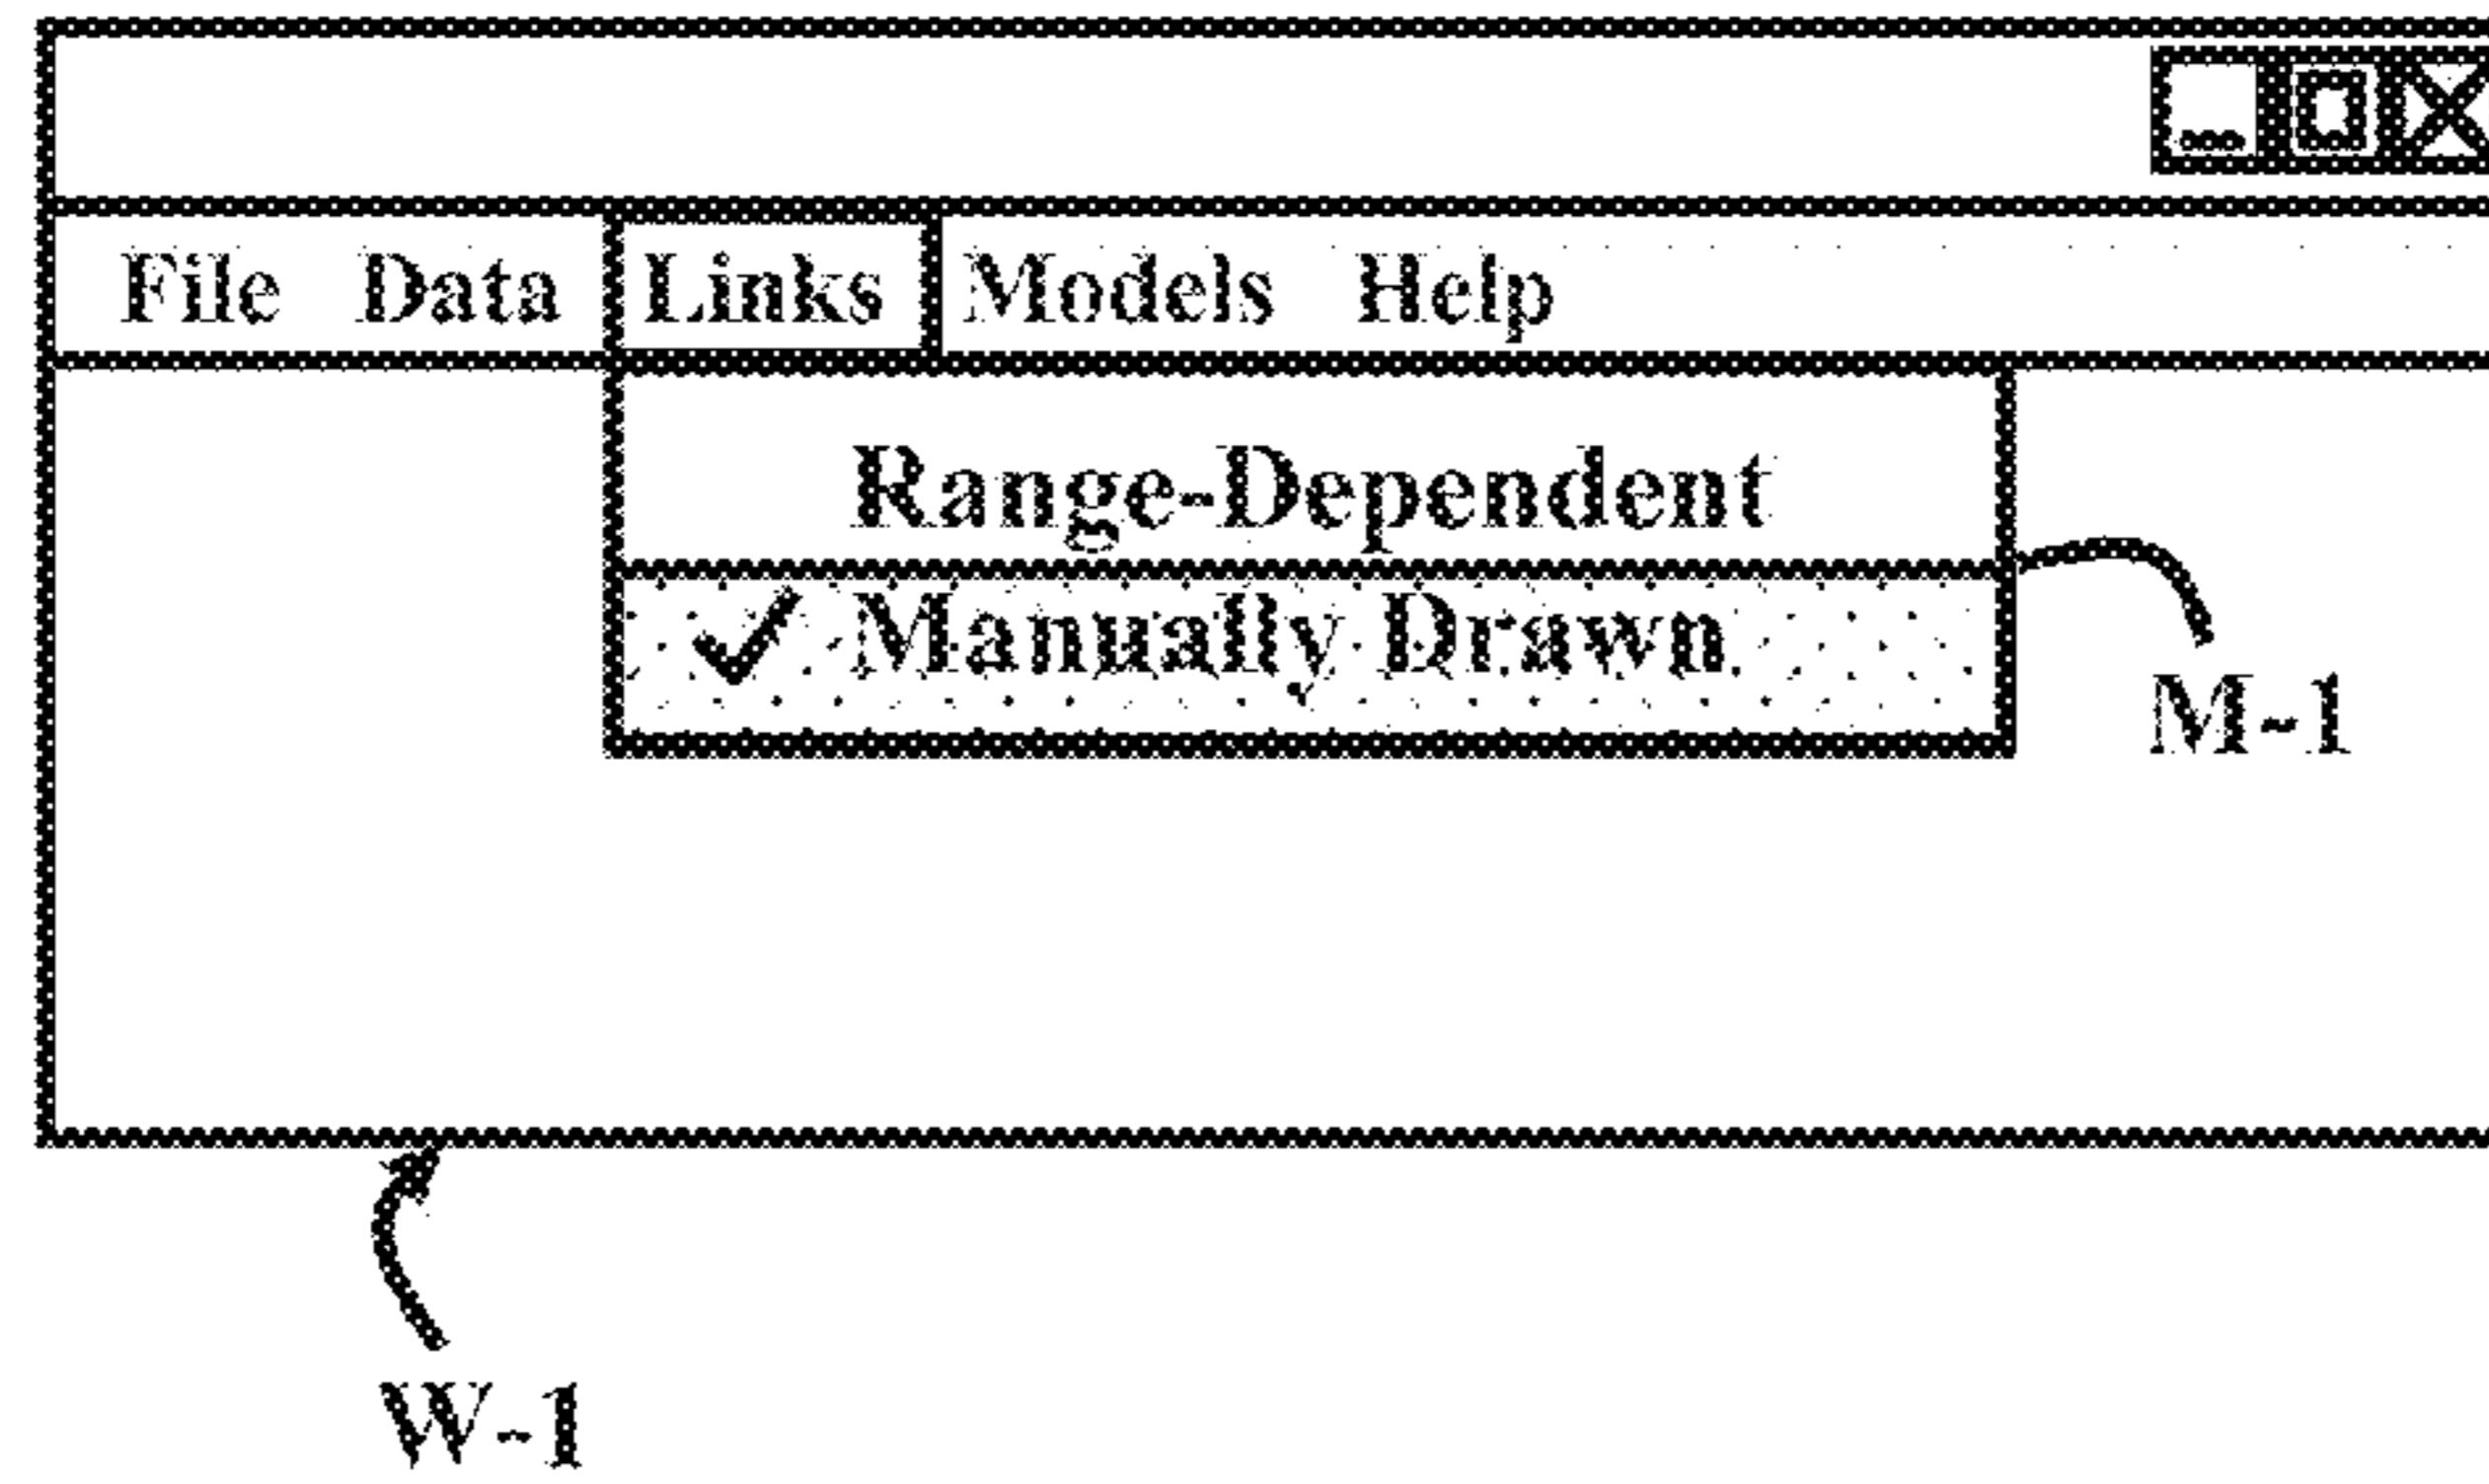 File Data Links Models Help
Range-Dependent
✓ Manually Drawn
M-1
W-1